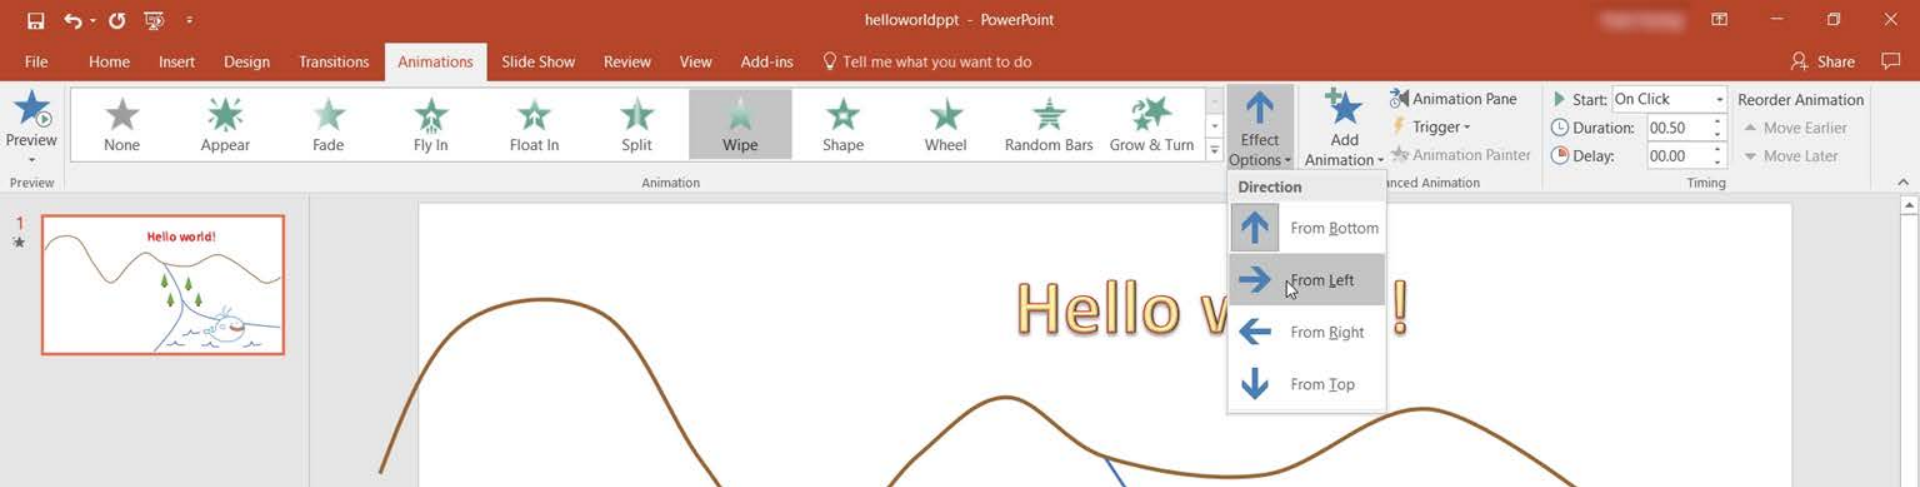 helloworldppt - PowerPoint
File Home Insert Design Transitions Animations Slide Show Review View Add-ins Tell me what you want to do Share
Preview
None Appear Fade Fly In Float In Split Wipe Shape Wheel Random Bars Grow & Turn
Effect Options
Add Animation
Animation Pane
Trigger
Animation Painter
Start: On Click
Duration: 00.50
Delay: 00.00
Reorder Animation
Move Earlier
Move Later
Preview Animation Animation Timing
Direction
From Bottom
From Left
From Right
From Top
1
Hello world!
Hello !